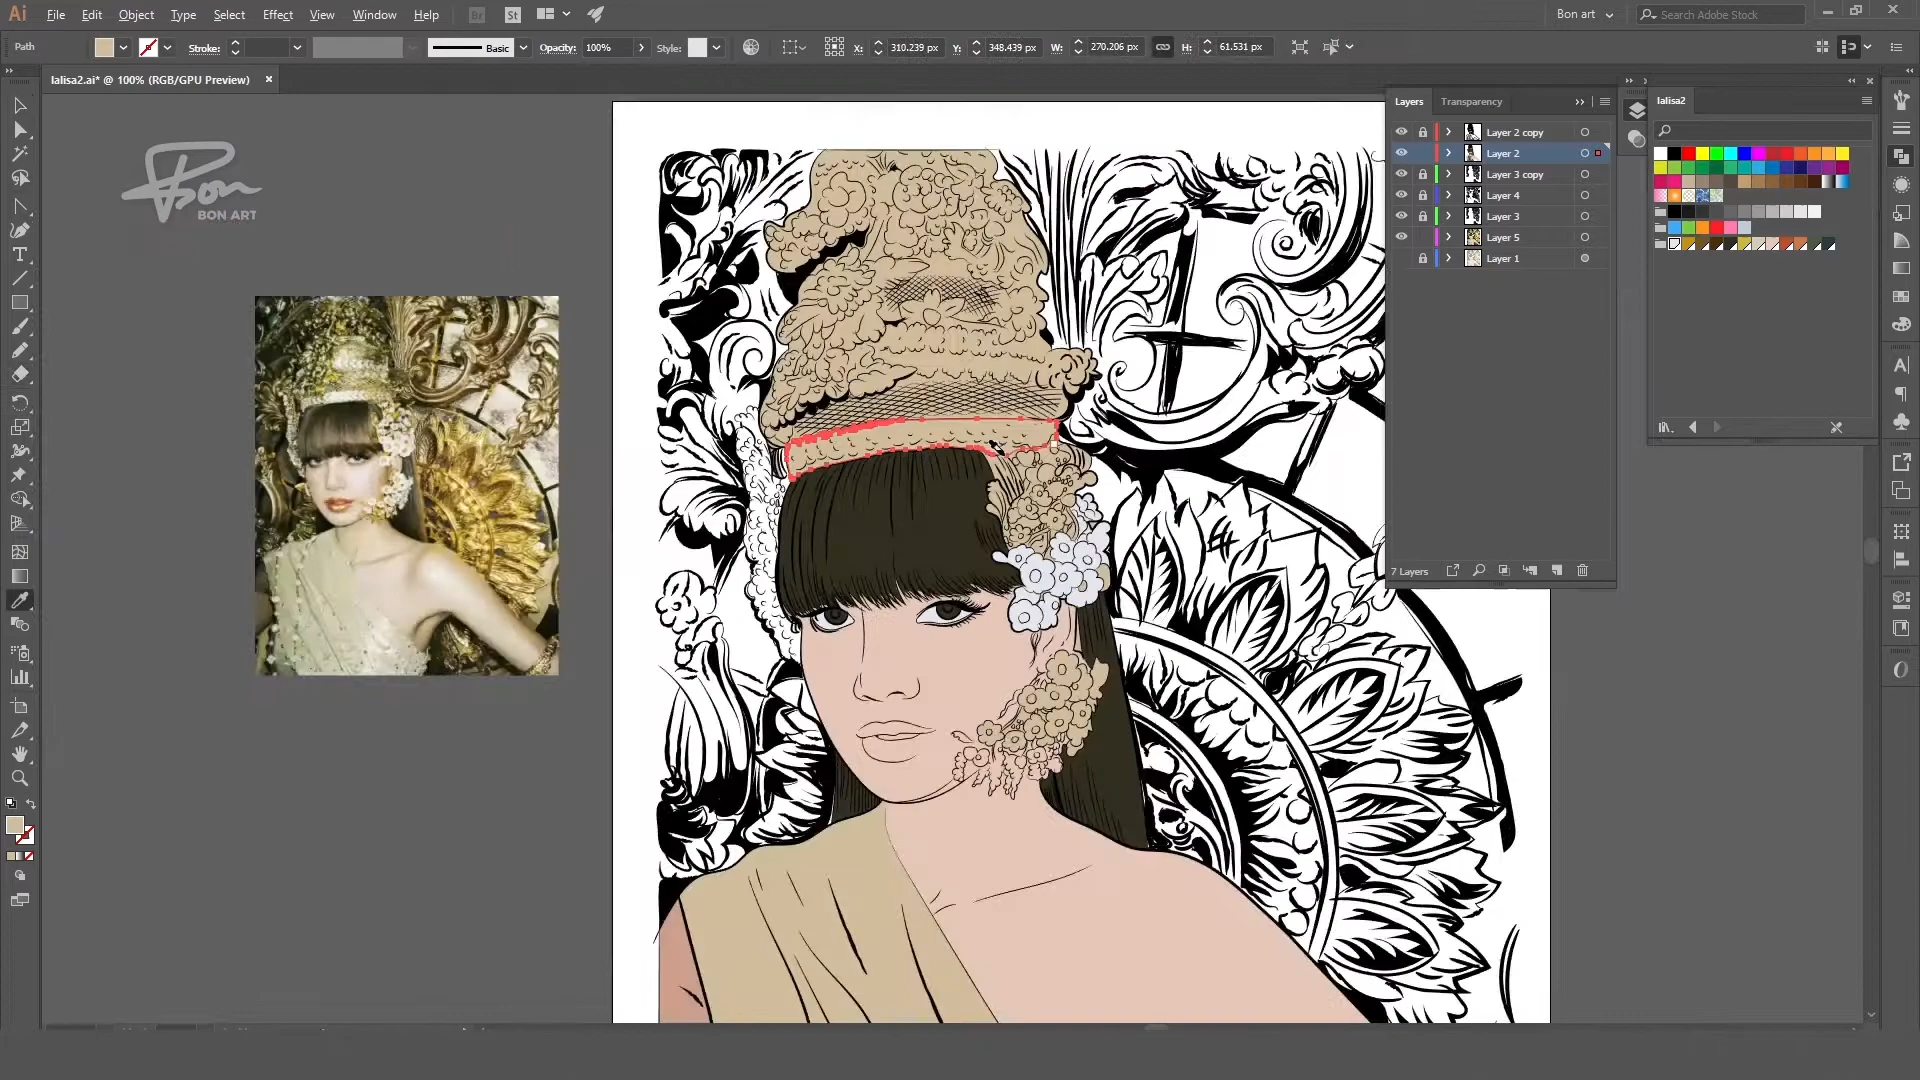 Ai File Edit Object Type Select Effect View Window Help Br St Bon art Search Adobe Stock
Path Stroke: Basic Opacity: 100% Style: X: 310.239 px Y: 348.439 px W: 270.206 px H: 61.531 px
lalisa2.ai* @ 100% (RGB/GPU Preview)
Layers Transparency
lalisa2
Layer 2 copy
Layer 2
Layer 3 copy
Layer 4
Layer 3
Layer 5
Layer 1
7 Layers
Bon
BON ART